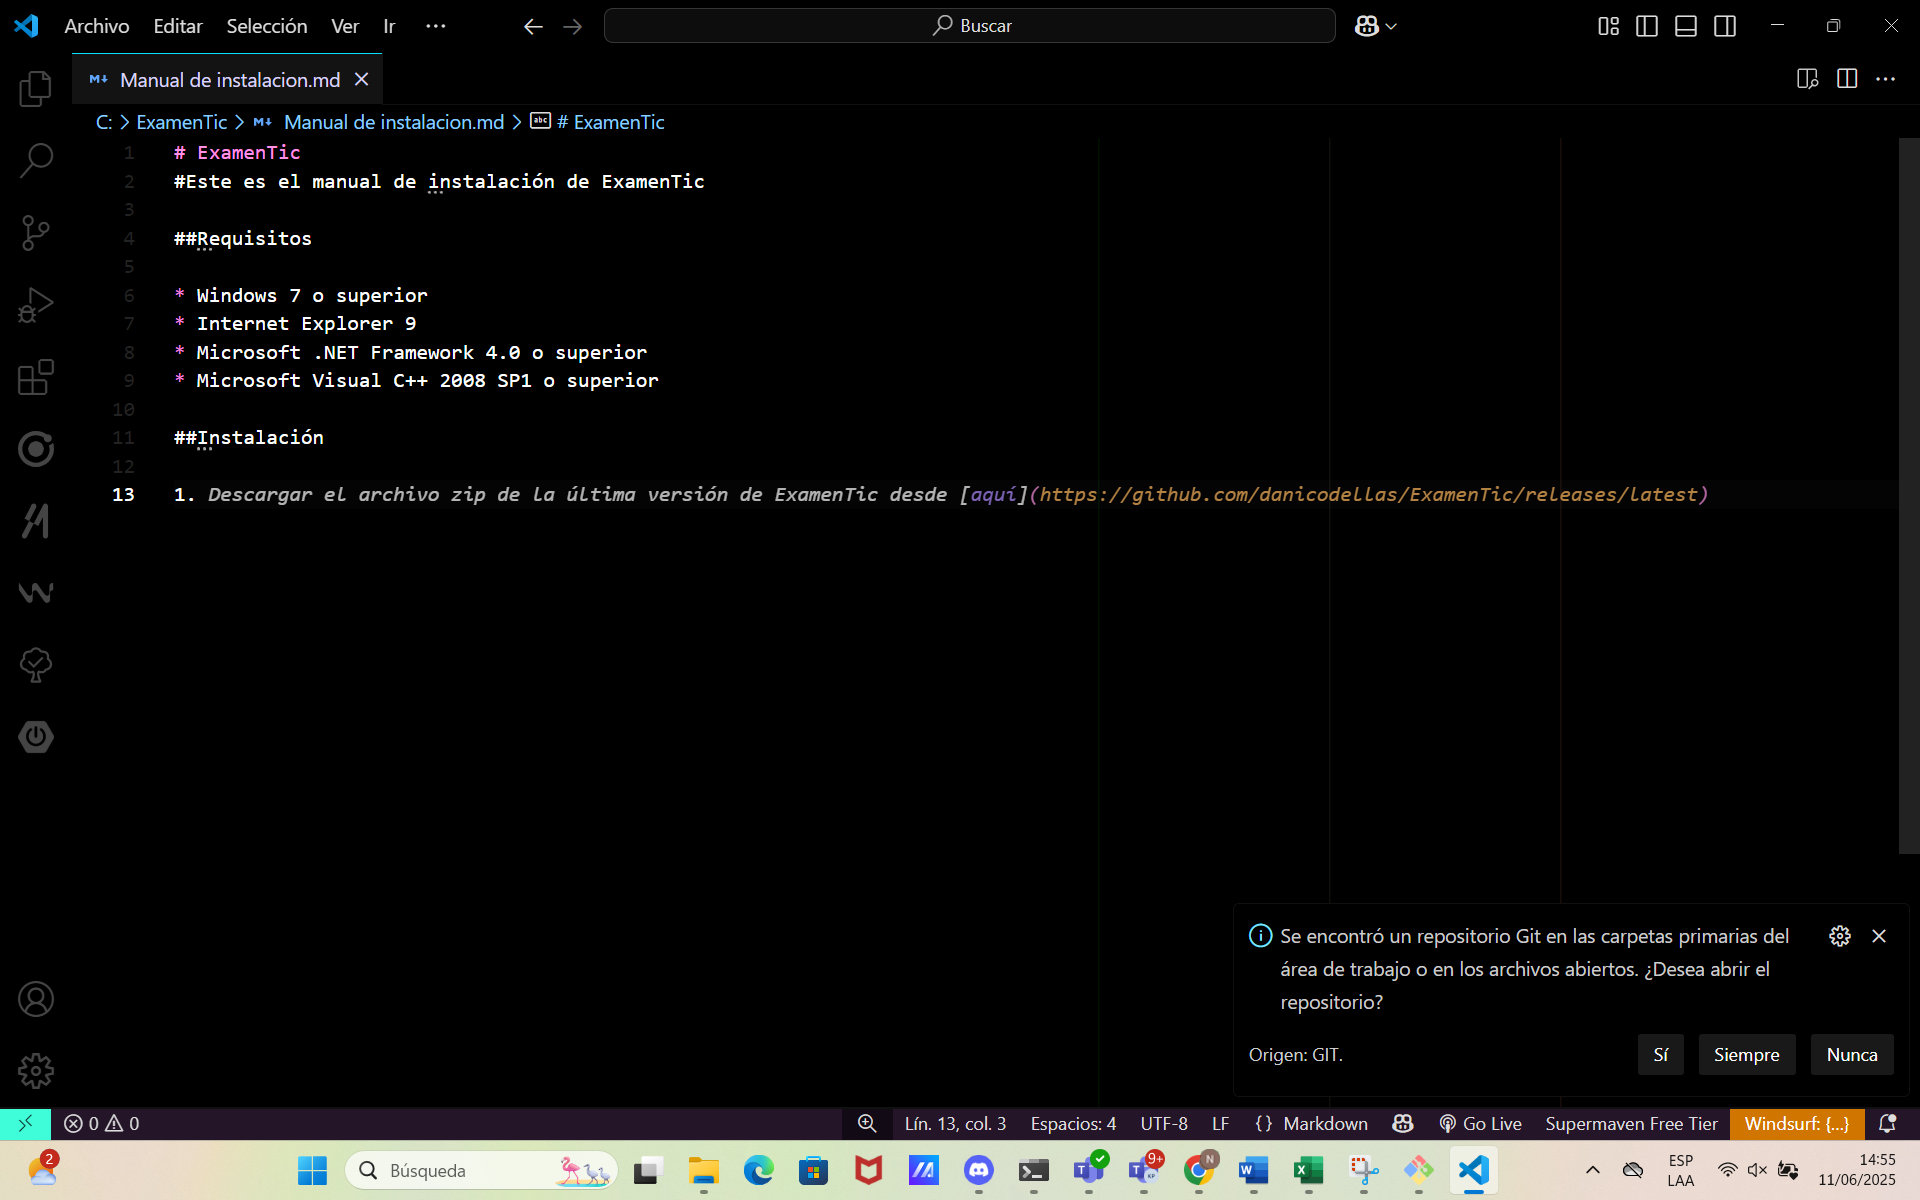 Archivo Editar Selección Ver Ir ··· Buscar
Manual de instalacion.md
C: > ExamenTic > Manual de instalacion.md > abc # ExamenTic
1 # ExamenTic
2 #Este es el manual de instalación de ExamenTic
3
4 ##Requisitos
5
6 * Windows 7 o superior
7 * Internet Explorer 9
8 * Microsoft .NET Framework 4.0 o superior
9 * Microsoft Visual C++ 2008 SP1 o superior
10
11 ##Instalación
12
13 1. Descargar el archivo zip de la última versión de ExamenTic desde [aquí](https://github.com/danicodellas/ExamenTic/releases/latest)
Se encontró un repositorio Git en las carpetas primarias del
área de trabajo o en los archivos abiertos. ¿Desea abrir el
repositorio?
Origen: GIT. Sí Siempre Nunca
0 0 Lín. 13, col. 3 Espacios: 4 UTF-8 LF {} Markdown Go Live Supermaven Free Tier Windsurf: {...}
2 Búsqueda 9+ N ESP LAA 14:55 11/06/2025